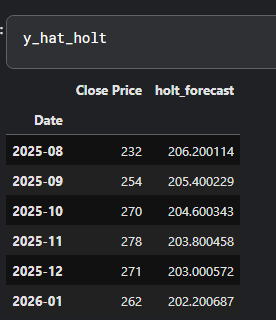 :
y_hat_holt
Close Price holt_forecast
Date
2025-08 232 206.200114
2025-09 254 205.400229
2025-10 270 204.600343
2025-11 278 203.800458
2025-12 271 203.000572
2026-01 262 202.200687